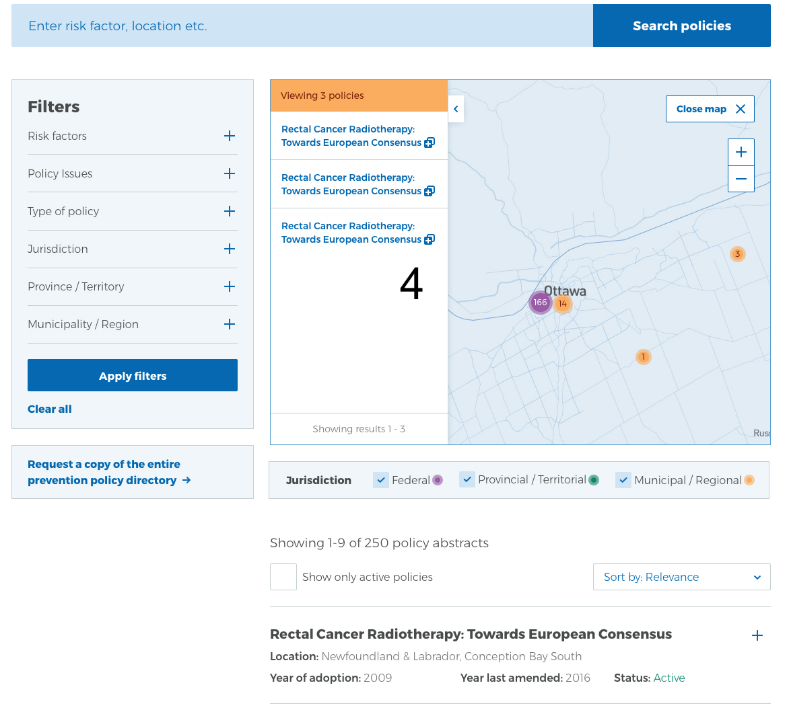 Enter risk factor, location etc.
Search policies
Filters
Risk factors
Policy Issues
Type of policy
Jurisdiction
Province / Territory
Municipality / Region
Apply filters
Clear all
Request a copy of the entire
prevention policy directory →
Viewing 3 policies
Rectal Cancer Radiotherapy:
Towards European Consensus
Rectal Cancer Radiotherapy:
Towards European Consensus
Rectal Cancer Radiotherapy:
Towards European Consensus
4
Showing results 1 - 3
Close map
3
Ottawa
166
14
1
Russ
Jurisdiction
Federal
Provincial / Territorial
Municipal / Regional
Showing 1-9 of 250 policy abstracts
Show only active policies
Sort by: Relevance
Rectal Cancer Radiotherapy: Towards European Consensus
Location: Newfoundland & Labrador, Conception Bay South
Year of adoption: 2009 Year last amended: 2016 Status: Active